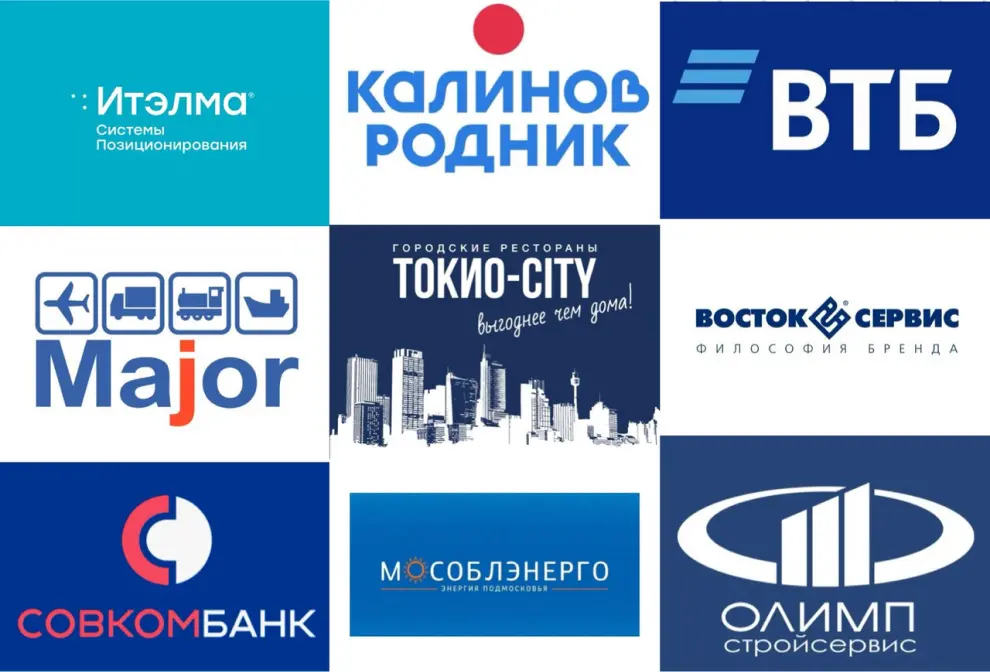 Итэлма®
Системы
Позиционирования
КАЛИНОВ
РОДНИК
ВТБ
Major
ГОРОДСКИЕ РЕСТОРАНЫ
ТОКИО-CITY
выгоднее чем дома!
ВОСТОК ® СЕРВИС
ФИЛОСОФИЯ БРЕНДА
СОВКОМБАНК
МОСОБЛЭНЕРГО
ЭНЕРГИЯ ПОДМОСКОВЬЯ
ОЛИМП
стройсервис